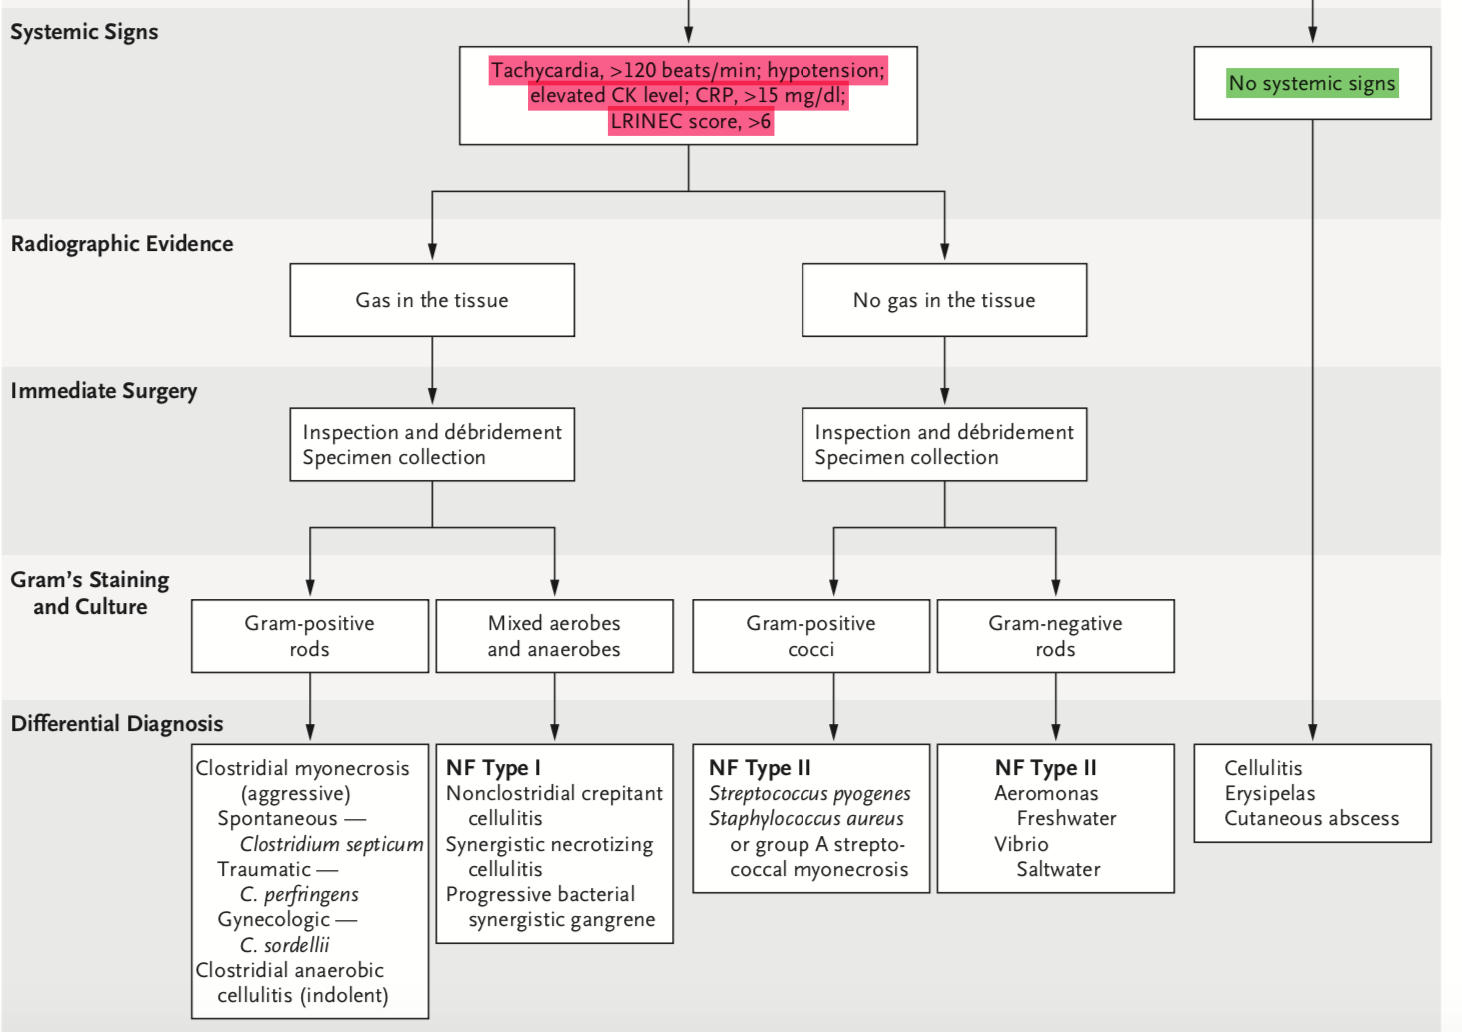 Systemic Signs
Tachycardia, >120 beats/min; hypotension;
elevated CK level; CRP, >15 mg/dl;
LRINEC score, >6
No systemic signs
Radiographic Evidence
Gas in the tissue
No gas in the tissue
Immediate Surgery
Inspection and débridement
Specimen collection
Inspection and débridement
Specimen collection
Gram's Staining
and Culture
Gram-positive
rods
Mixed aerobes
and anaerobes
Gram-positive
cocci
Gram-negative
rods
Differential Diagnosis
Clostridial myonecrosis
(aggressive)
Spontaneous —
Clostridium septicum
Traumatic —
C. perfringens
Gynecologic —
C. sordellii
Clostridial anaerobic
cellulitis (indolent)
NF Type I
Nonclostridial crepitant
cellulitis
Synergistic necrotizing
cellulitis
Progressive bacterial
synergistic gangrene
NF Type II
Streptococcus pyogenes
Staphylococcus aureus
or group A strepto-
coccal myonecrosis
NF Type II
Aeromonas
Freshwater
Vibrio
Saltwater
Cellulitis
Erysipelas
Cutaneous abscess